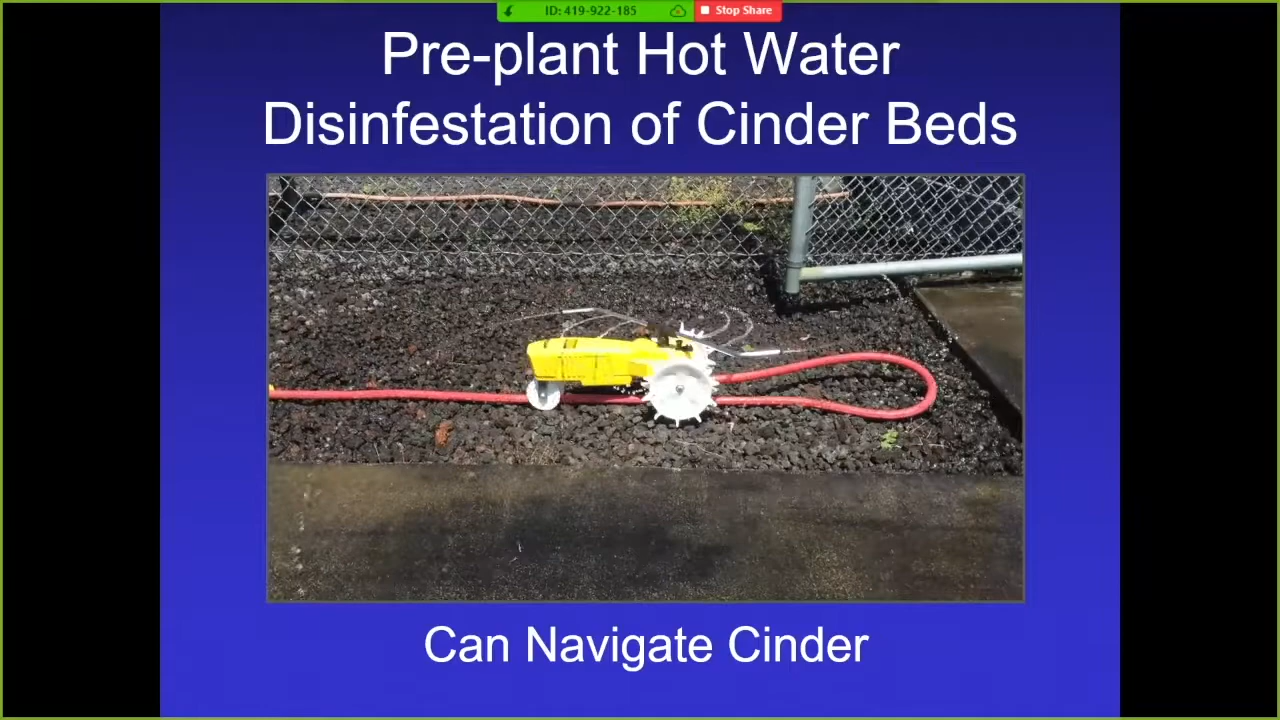 ID: 419-922-185
Stop Share
Pre-plant Hot Water
Disinfestation of Cinder Beds
Can Navigate Cinder